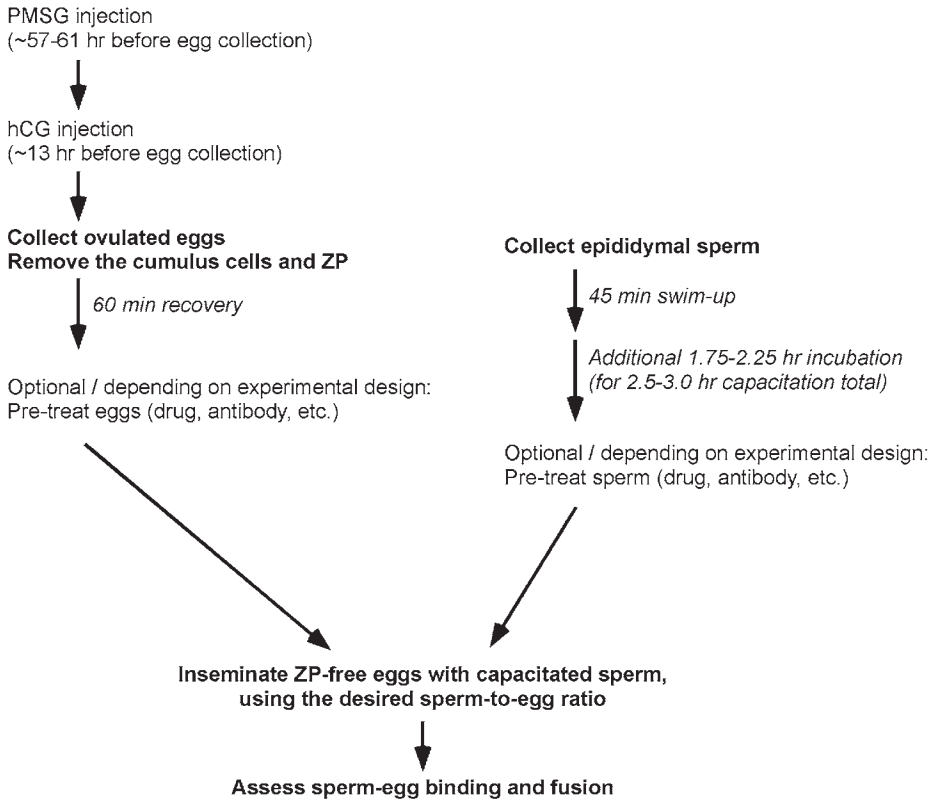 PMSG injection
(~57-61 hr before egg collection)
hCG injection
(~13 hr before egg collection)
Collect ovulated eggs
Remove the cumulus cells and ZP
60 min recovery
Optional / depending on experimental design:
Pre-treat eggs (drug, antibody, etc.)
Collect epididymal sperm
45 min swim-up
Additional 1.75-2.25 hr incubation
(for 2.5-3.0 hr capacitation total)
Optional / depending on experimental design:
Pre-treat sperm (drug, antibody, etc.)
Inseminate ZP-free eggs with capacitated sperm,
using the desired sperm-to-egg ratio
Assess sperm-egg binding and fusion